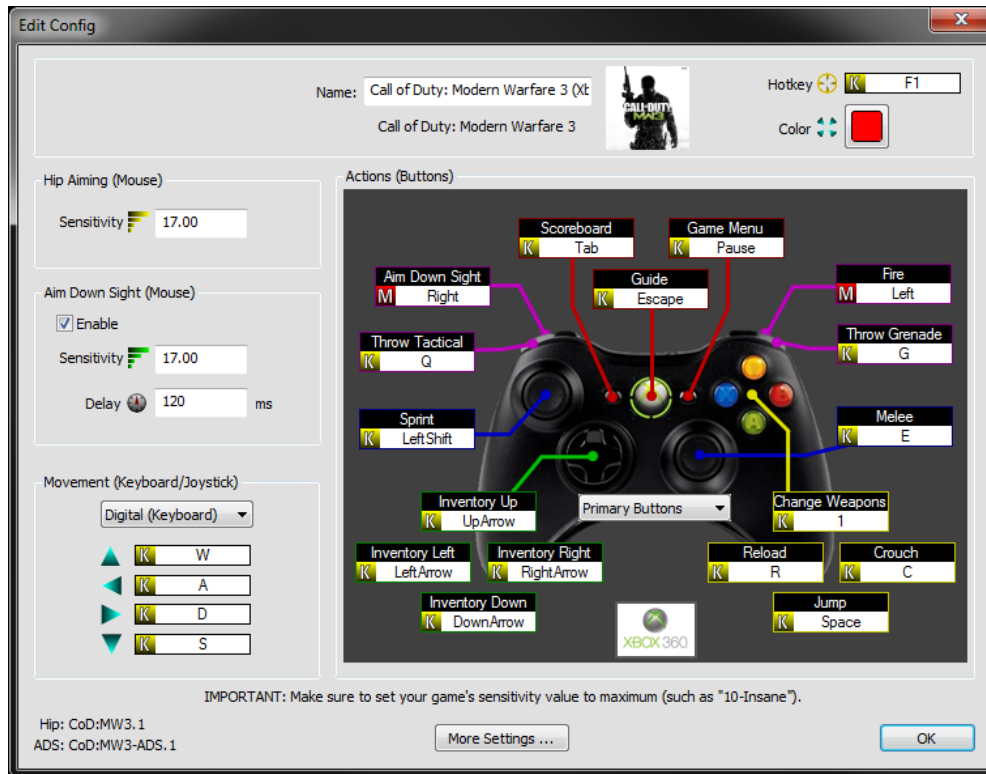 Edit Config
Name: Call of Duty: Modern Warfare 3 (Xb
Call of Duty: Modern Warfare 3
CALL·DUTY
MW3
Hotkey K F1
Color
Hip Aiming (Mouse)
Sensitivity 17.00
Aim Down Sight (Mouse)
Enable
Sensitivity 17.00
Delay 120 ms
Movement (Keyboard/Joystick)
Digital (Keyboard)
K W
K A
K D
K S
Actions (Buttons)
Scoreboard
K Tab
Game Menu
K Pause
Aim Down Sight
M Right
Guide
K Escape
Fire
M Left
Throw Tactical
K Q
Throw Grenade
K G
Y
X
B
A
Sprint
K LeftShift
Melee
K E
Inventory Up
K UpArrow
Primary Buttons
Change Weapons
K 1
Inventory Left
K LeftArrow
Inventory Right
K RightArrow
Reload
K R
Crouch
K C
Inventory Down
K DownArrow
Jump
K Space
XBOX 360
IMPORTANT: Make sure to set your game's sensitivity value to maximum (such as "10-Insane").
Hip: CoD:MW3.1
ADS: CoD:MW3-ADS.1
More Settings ...
OK